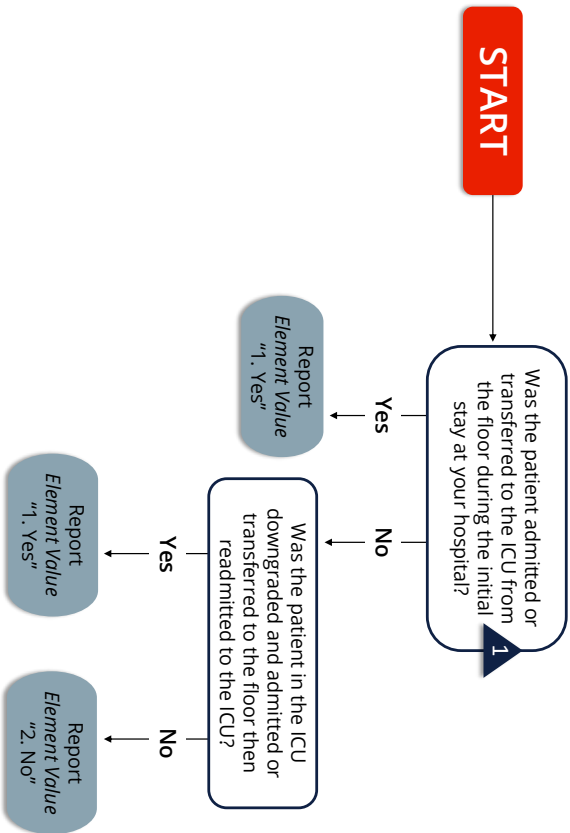 START
Was the patient admitted or
transferred to the ICU from
the floor during the initial
stay at your hospital?
1
Yes
No
Report
Element Value
"1. Yes"
Was the patient in the ICU
downgraded and admitted or
transferred to the floor then
readmitted to the ICU?
Yes
No
Report
Element Value
"1. Yes"
Report
Element Value
"2. No"